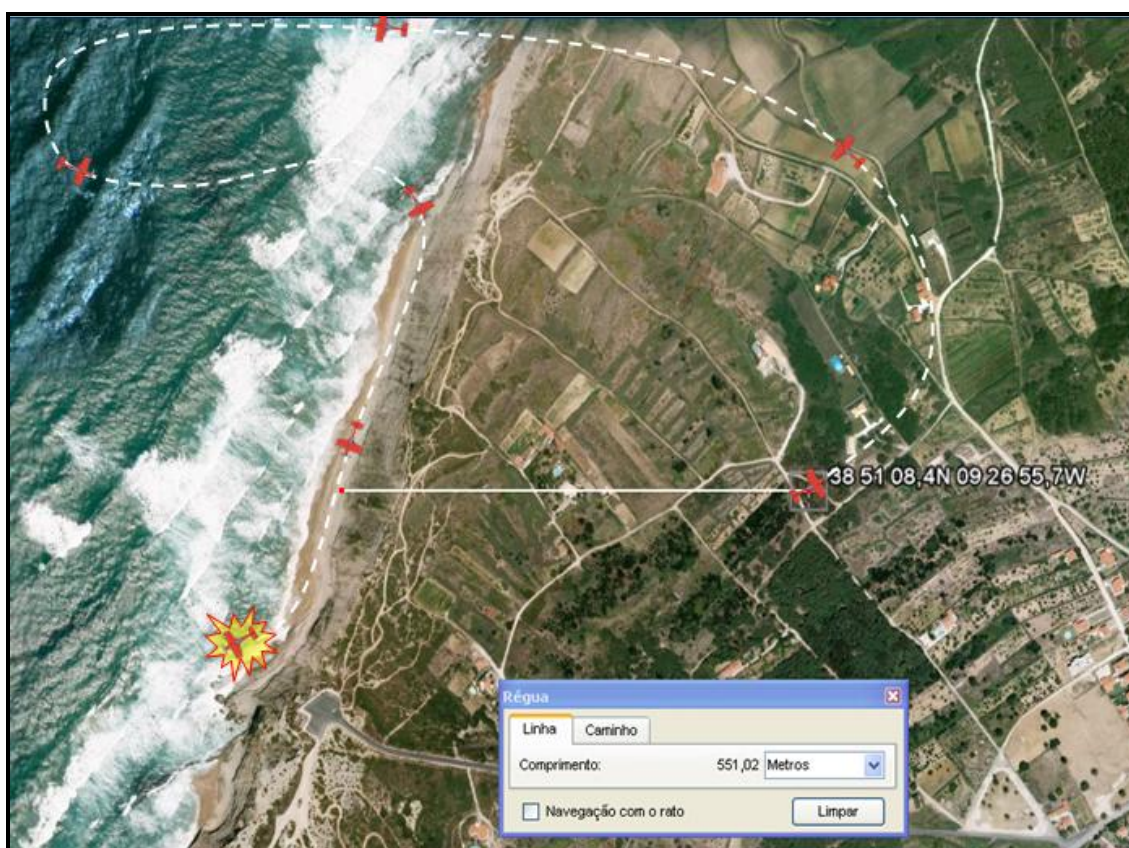 38 51 08,4N 09 26 55,7W
Régua
Linha Caminho
Comprimento: 551,02 Metros
Navegação com o rato Limpar